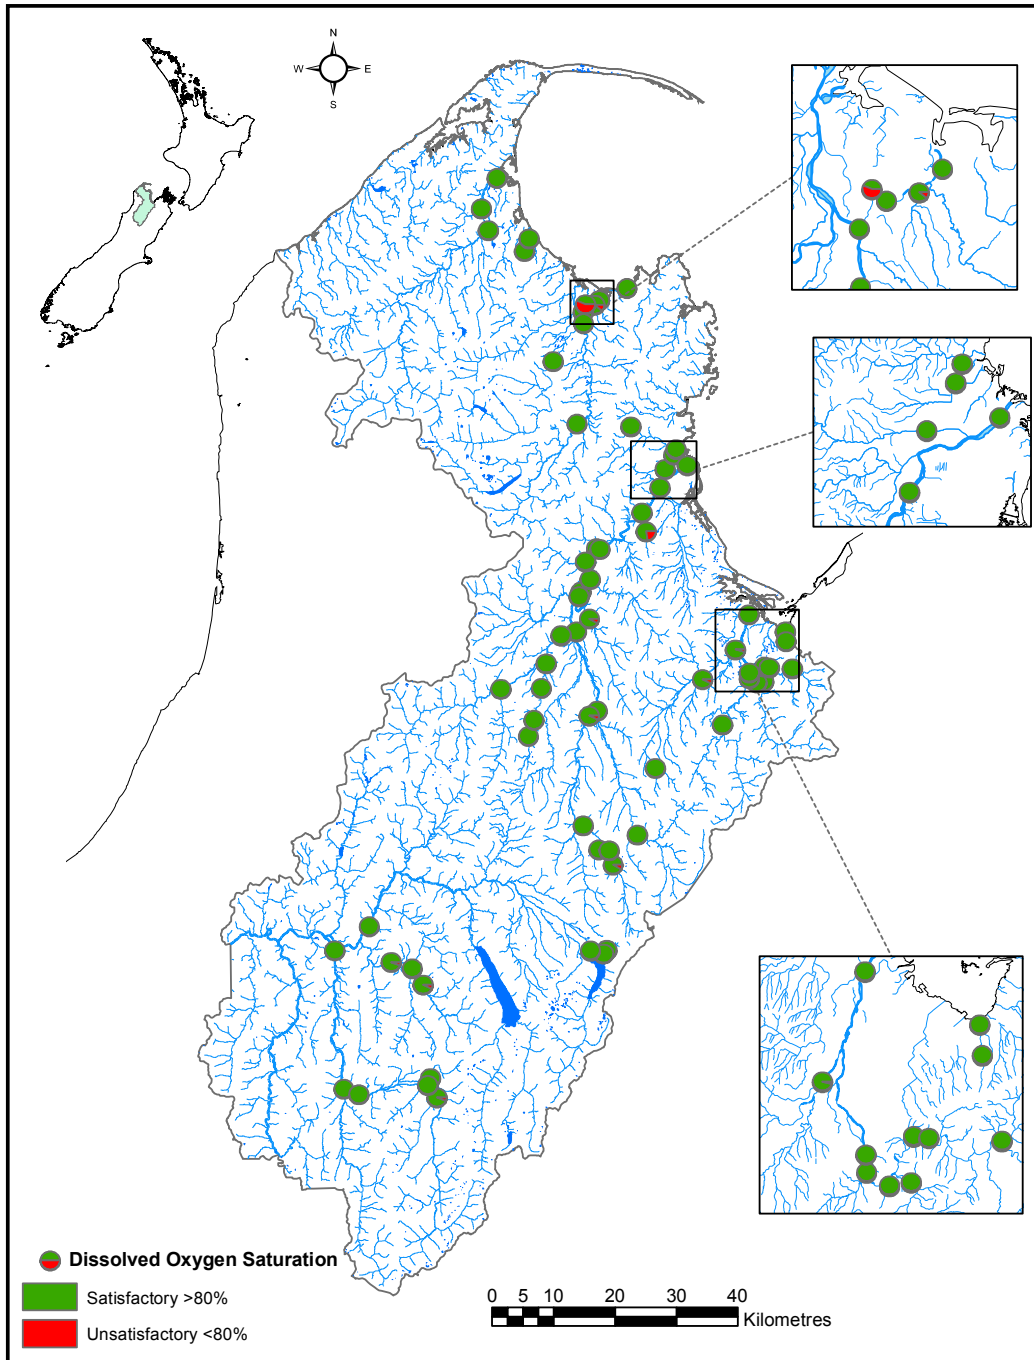 N
W E
S
Dissolved Oxygen Saturation
Satisfactory >80%
Unsatisfactory <80%
0 5 10 20 30 40
Kilometres